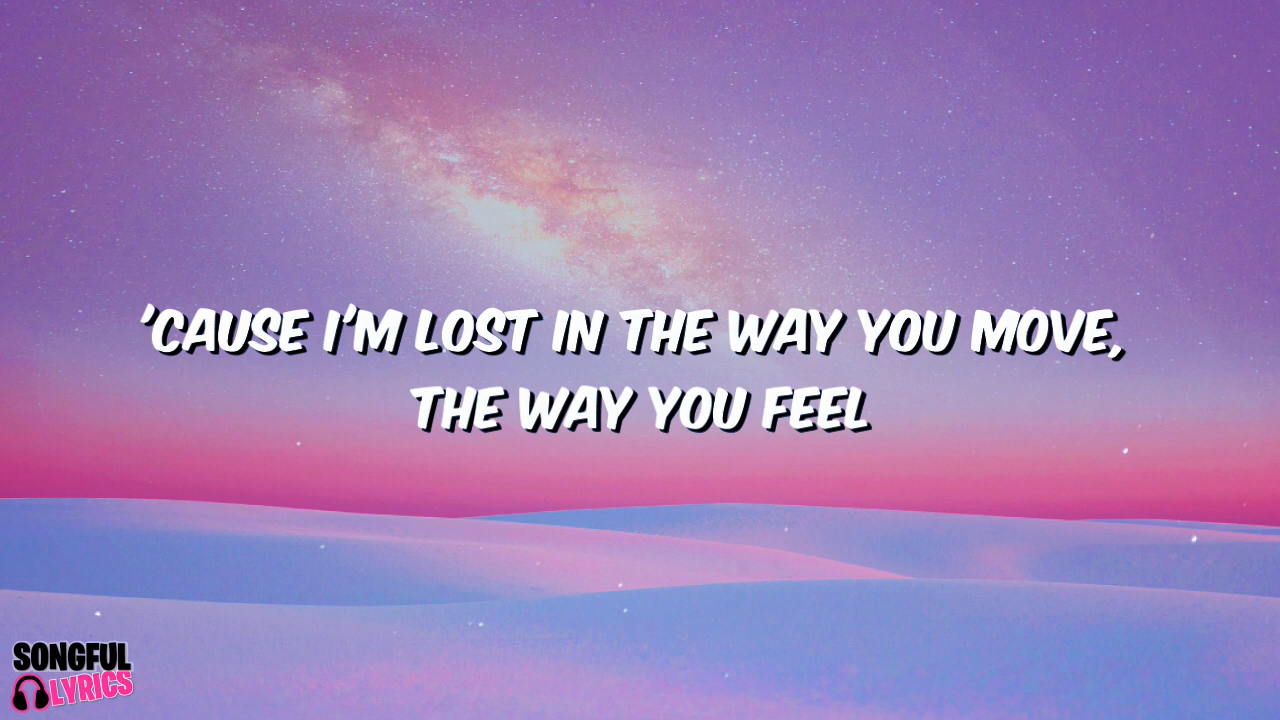 'CAUSE I'M LOST IN THE WAY YOU MOVE,
THE WAY YOU FEEL
SONGFUL
LYRICS